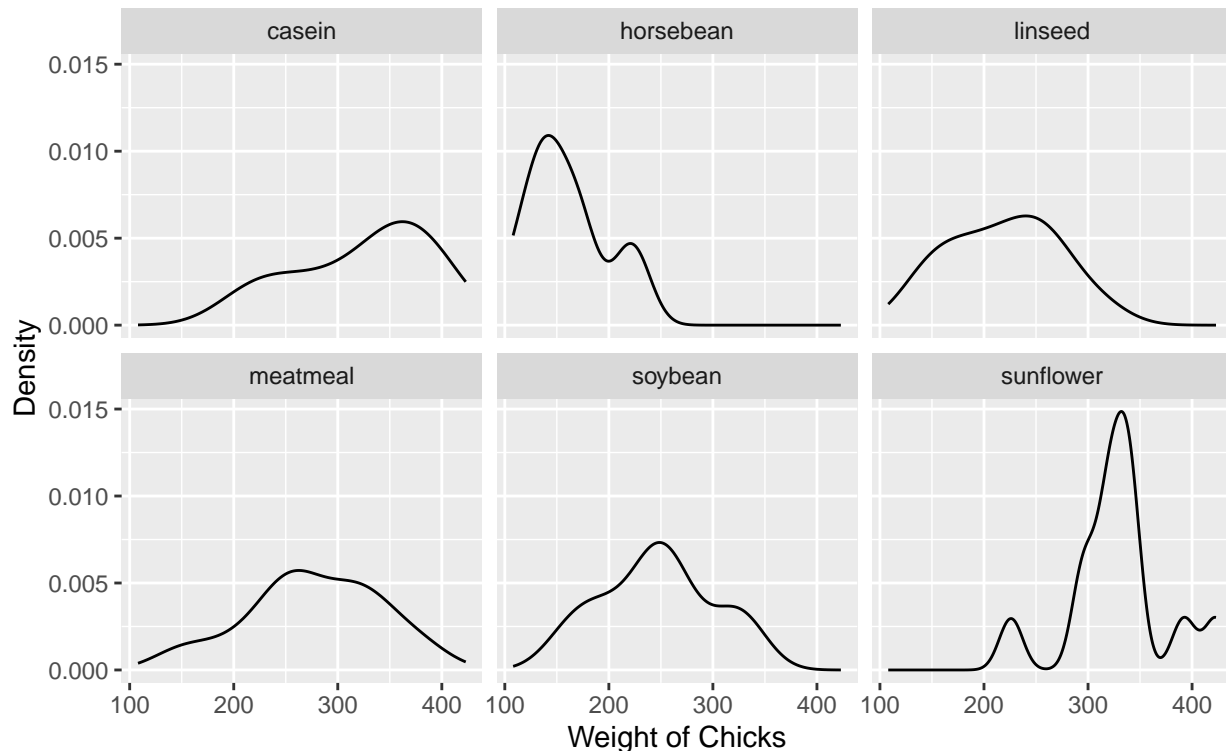 casein horsebean linseed
0.015
0.010
0.005
0.000
meatmeal soybean sunflower
0.015
0.010
0.005
0.000
Density
100 200 300 400 100 200 300 400 100 200 300 400
Weight of Chicks